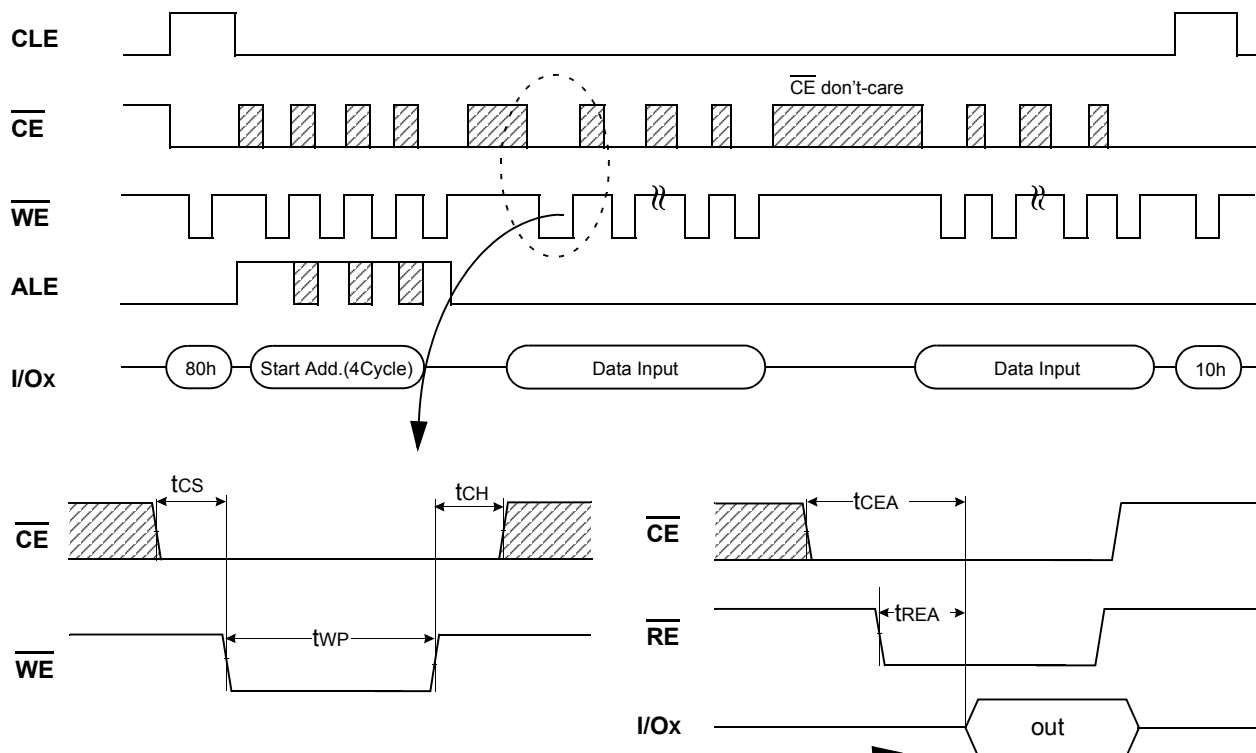 CLE
CE don't-care
CE
WE
ALE
I/Ox 80h Start Add.(4Cycle) Data Input Data Input 10h
tCS tCH tCEA
CE CE
tREA
tWP RE
WE
I/Ox out